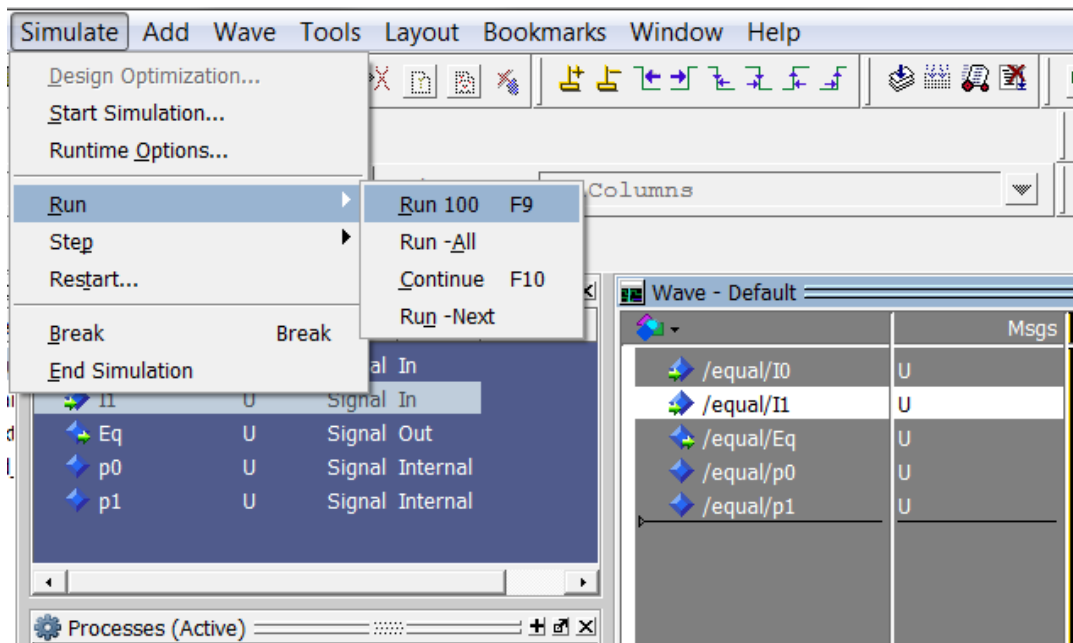 Simulate Add Wave Tools Layout Bookmarks Window Help
Design Optimization...
Start Simulation...
Runtime Options...
Run
Run 100 F9
Columns
Step
Run -All
Restart...
Continue F10
Run -Next
Break Break
End Simulation
Wave - Default
Msgs
al In
I1 U Signal In
Eq U Signal Out
p0 U Signal Internal
p1 U Signal Internal
/equal/I0 U
/equal/I1 U
/equal/Eq U
/equal/p0 U
/equal/p1 U
Processes (Active)